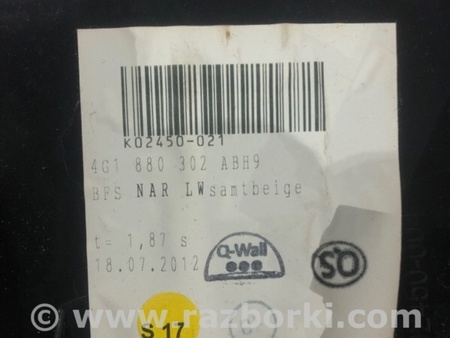 K02450-021
4G1 880 302 ABH9
BFS NAR LWsamtbeige
t= 1,87 s
18.07.2012
Q-Wall
SO
S 17
www.razborki.com